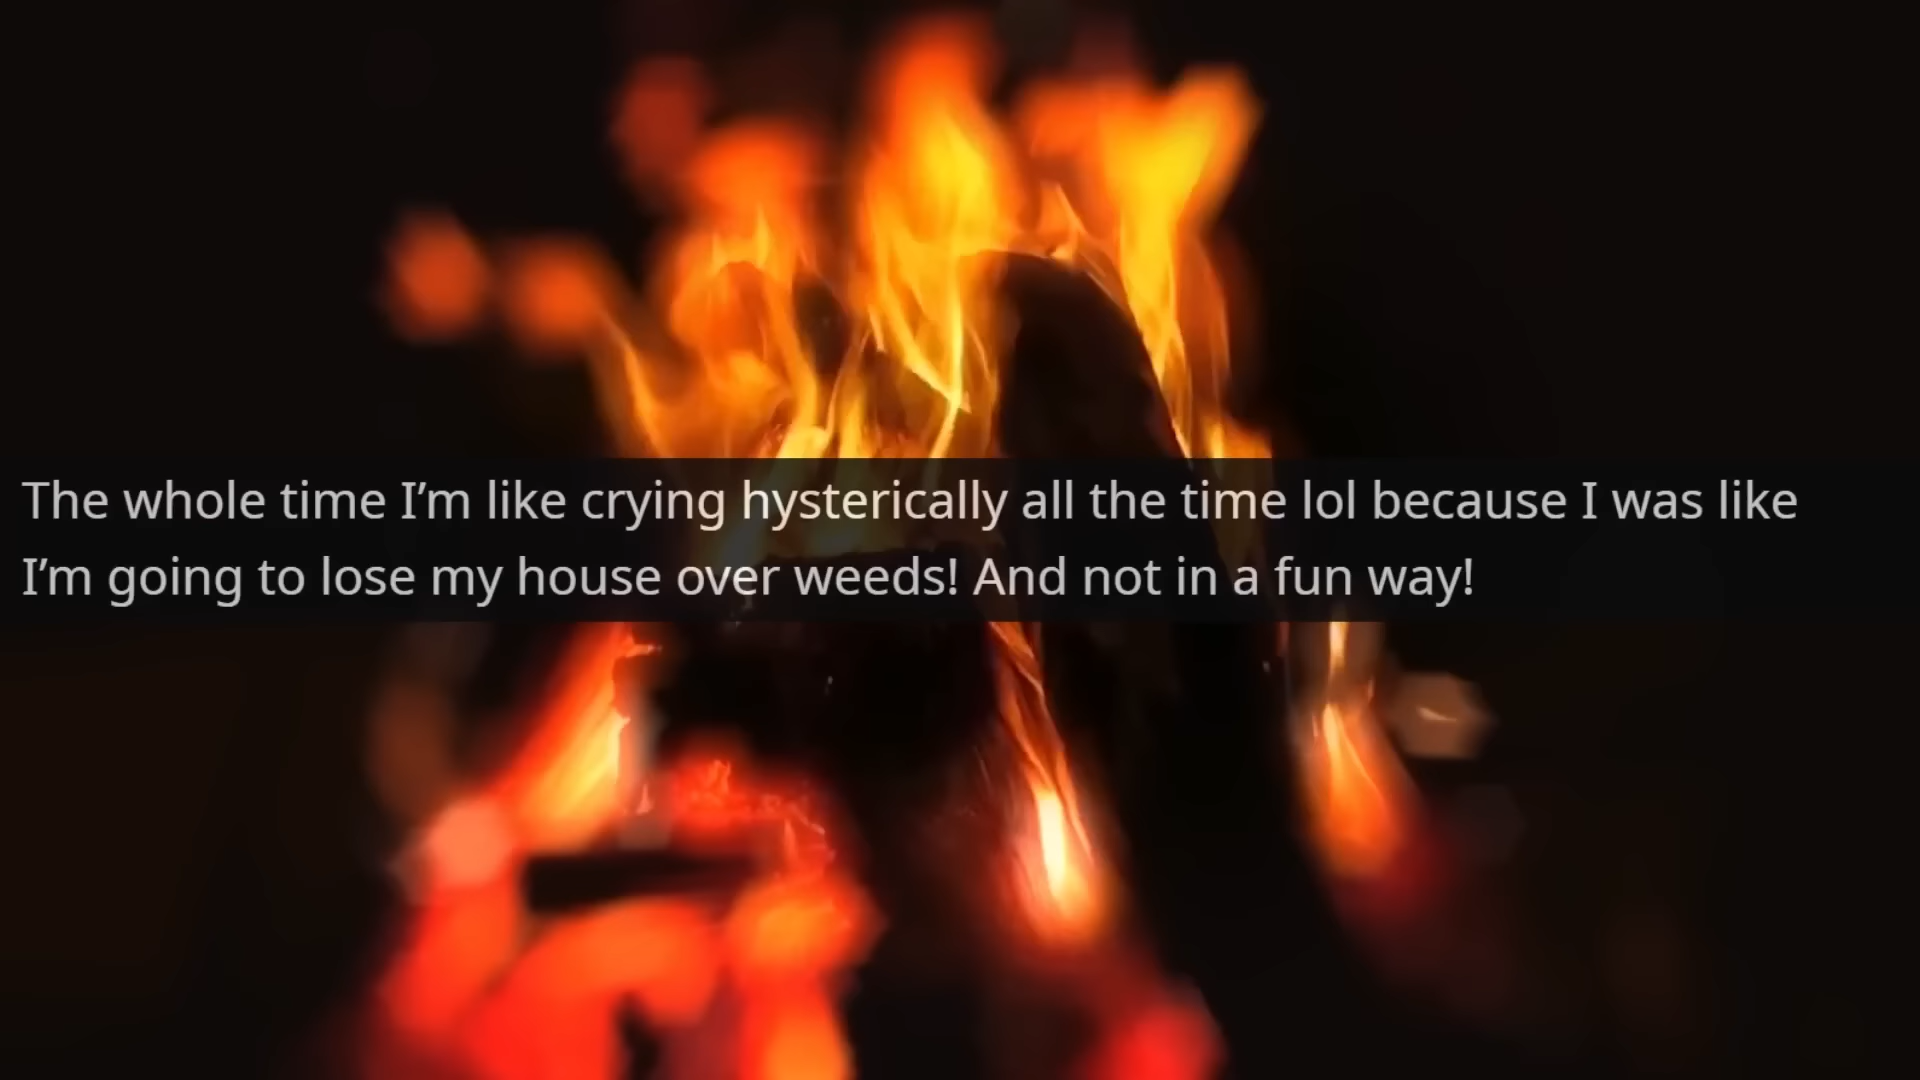 The whole time I’m like crying hysterically all the time lol because I was like
I’m going to lose my house over weeds! And not in a fun way!